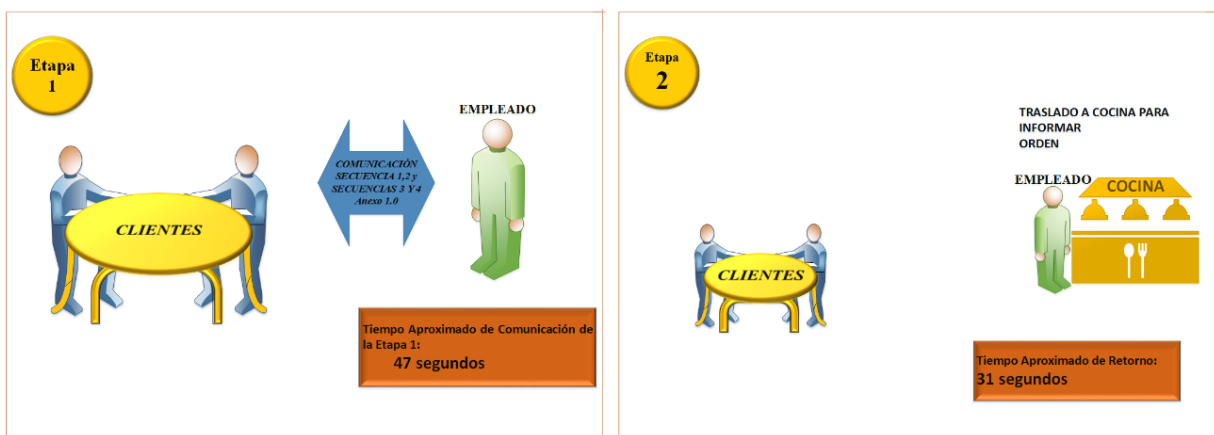 Etapa
1
EMPLEADO
COMUNICACIÓN
SECUENCIA 1,2 y
SECUENCIAS 3 Y 4
Anexo 1.0
CLIENTES
Tiempo Aproximado de Comunicación de
la Etapa 1:
47 segundos
Etapa
2
TRASLADO A COCINA PARA
INFORMAR
ORDEN
EMPLEADO
COCINA
CLIENTES
Tiempo Aproximado de Retorno:
31 segundos